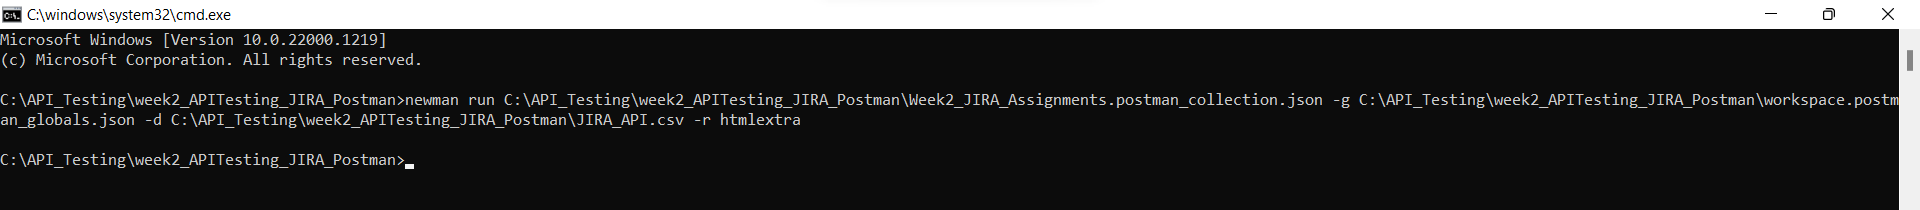 C:\windows\system32\cmd.exe
Microsoft Windows [Version 10.0.22000.1219]
(c) Microsoft Corporation. All rights reserved.
C:\API_Testing\week2_APITesting_JIRA_Postman>newman run C:\API_Testing\week2_APITesting_JIRA_Postman\Week2_JIRA_Assignments.postman_collection.json -g C:\API_Testing\week2_APITesting_JIRA_Postman\workspace.postm
an_globals.json -d C:\API_Testing\week2_APITesting_JIRA_Postman\JIRA_API.csv -r htmlextra
C:\API_Testing\week2_APITesting_JIRA_Postman>